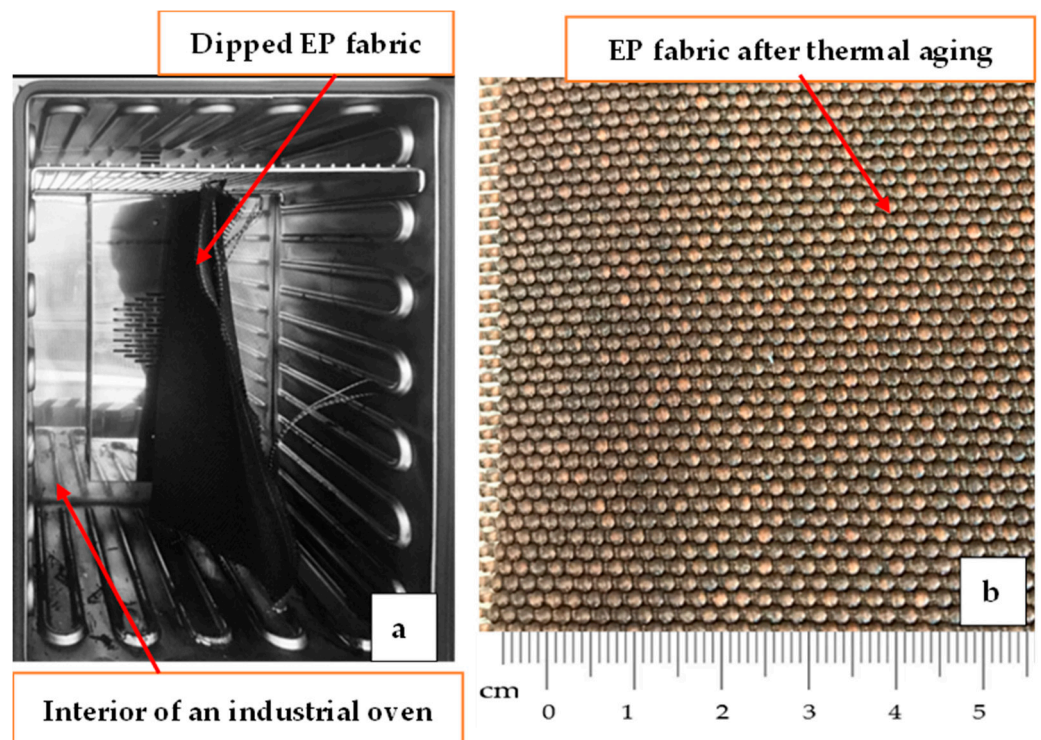 Dipped EP fabric
EP fabric after thermal aging
a
b
Interior of an industrial oven
cm
0 1 2 3 4 5